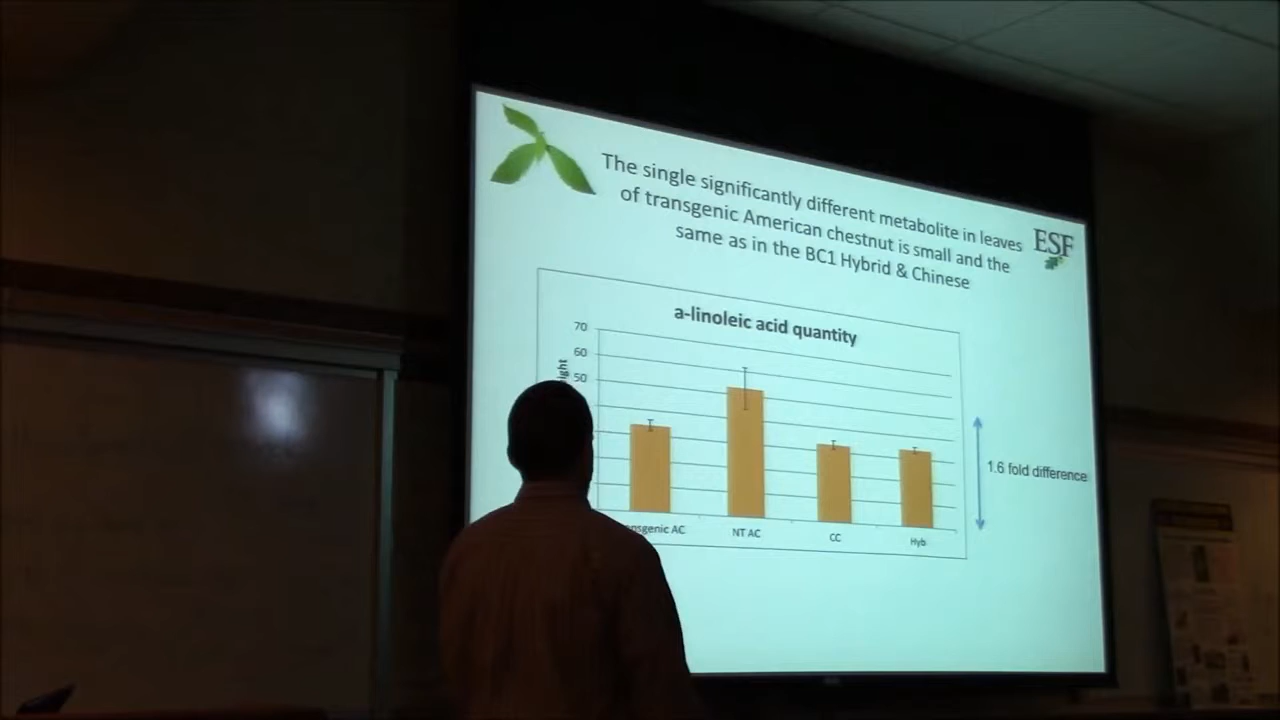 The single significantly different metabolite in leaves
of transgenic American chestnut is small and the
same as in the BC1 Hybrid & Chinese
ESF
a-linoleic acid quantity
70
60
50
ight
nsgenic AC
NT AC
CC
Hyb
1.6 fold difference